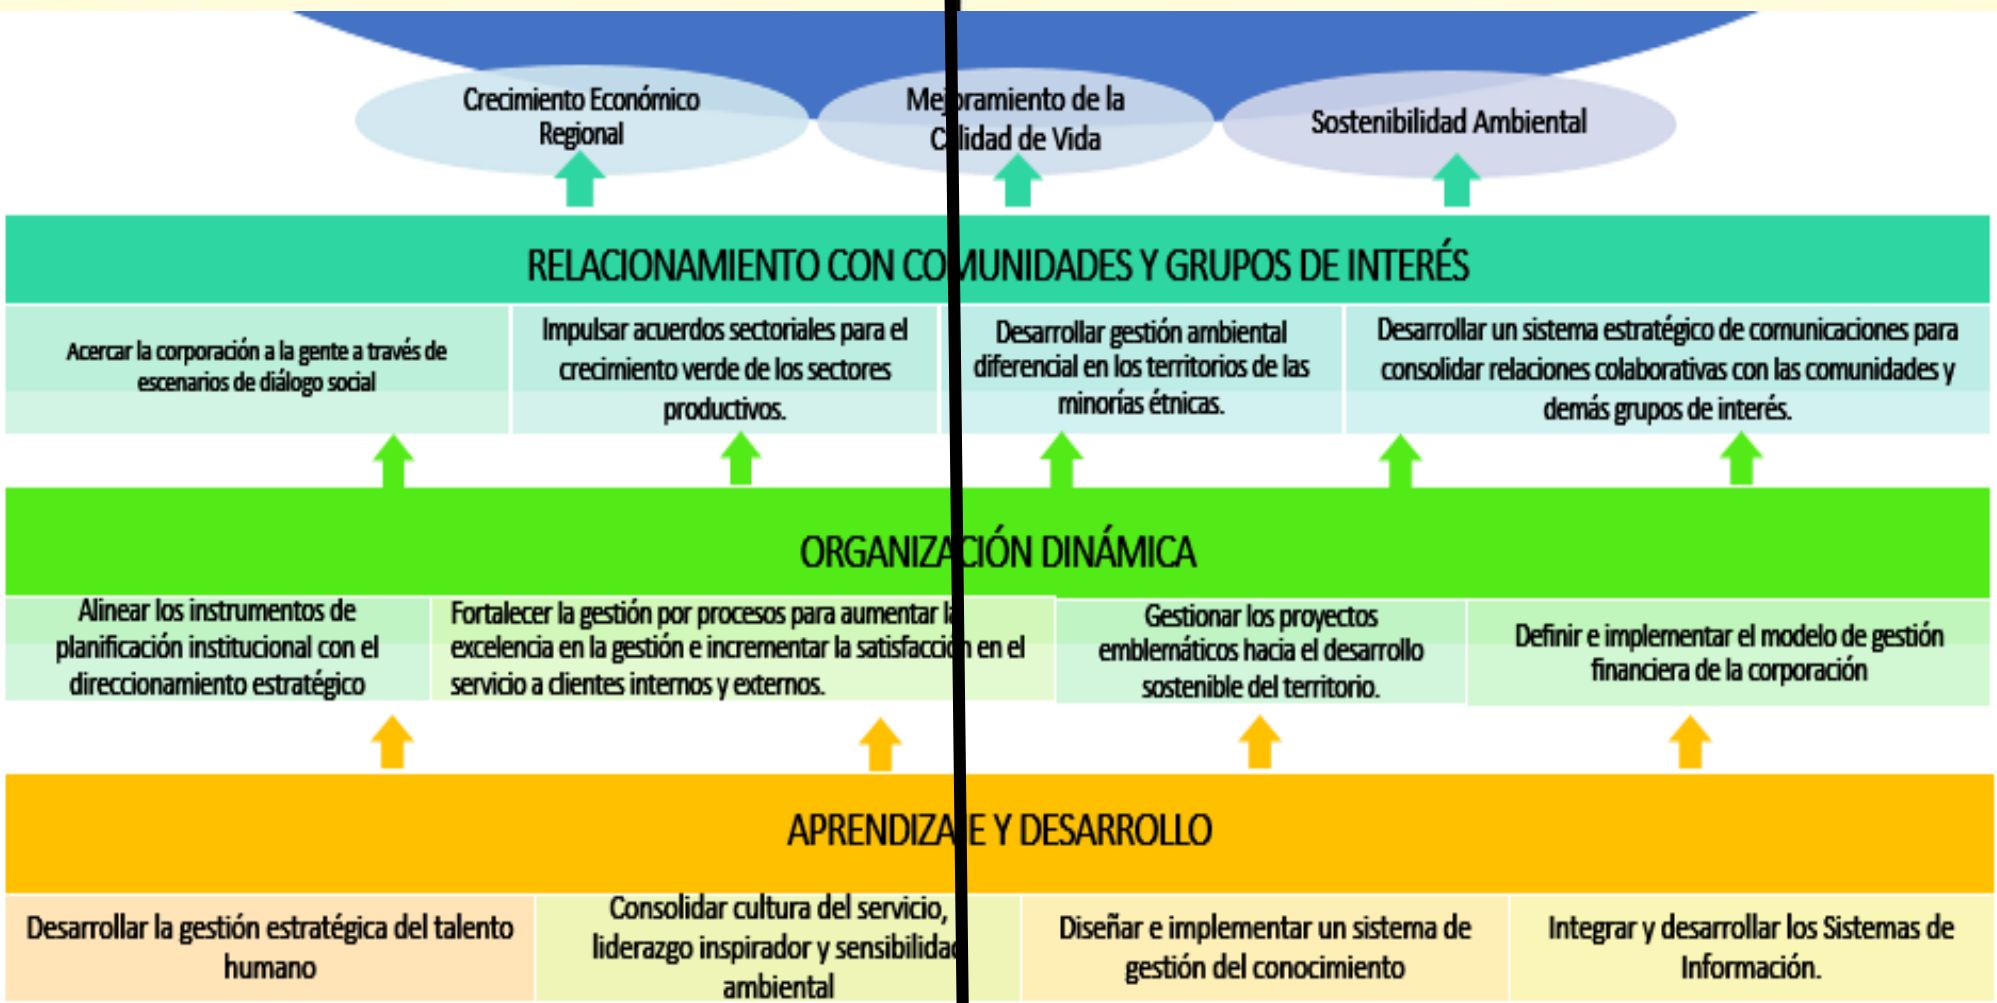 Crecimiento Económico
Regional
Mejoramiento de la
Calidad de Vida
Sostenibilidad Ambiental
RELACIONAMIENTO CON COMUNIDADES Y GRUPOS DE INTERÉS
Acercar la corporación a la gente a través de
escenarios de diálogo social
Impulsar acuerdos sectoriales para el
crecimiento verde de los sectores
productivos.
Desarrollar gestión ambiental
diferencial en los territorios de las
minorías étnicas.
Desarrollar un sistema estratégico de comunicaciones para
consolidar relaciones colaborativas con las comunidades y
demás grupos de interés.
ORGANIZACIÓN DINÁMICA
Alinear los instrumentos de
planificación institucional con el
direccionamiento estratégico
Fortalecer la gestión por procesos para aumentar la
excelencia en la gestión e incrementar la satisfacción en el
servicio a clientes internos y externos.
Gestionar los proyectos
emblemáticos hacia el desarrollo
sostenible del territorio.
Definir e implementar el modelo de gestión
financiera de la corporación
APRENDIZAJE Y DESARROLLO
Desarrollar la gestión estratégica del talento
humano
Consolidar cultura del servicio,
liderazgo inspirador y sensibilidad
ambiental
Diseñar e implementar un sistema de
gestión del conocimiento
Integrar y desarrollar los Sistemas de
Información.